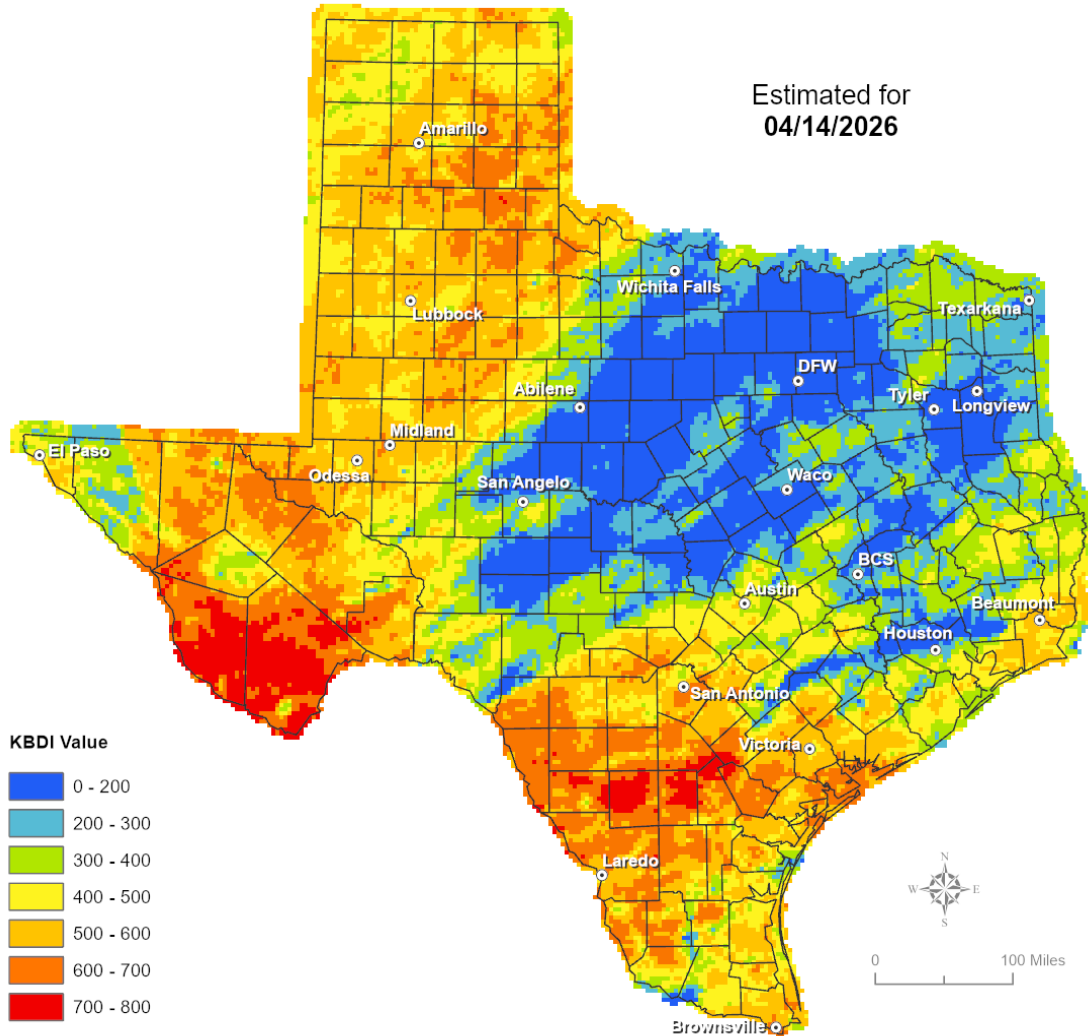 Estimated for
04/14/2026
Amarillo
Wichita Falls
Lubbock
Texarkana
DFW
Abilene
Tyler
Longview
Midland
El Paso
Odessa
San Angelo
Waco
BCS
Austin
Beaumont
Houston
San Antonio
Victoria
Laredo
Brownsville
KBDI Value
0 - 200
200 - 300
300 - 400
400 - 500
500 - 600
600 - 700
700 - 800
N
W
E
S
0 100 Miles